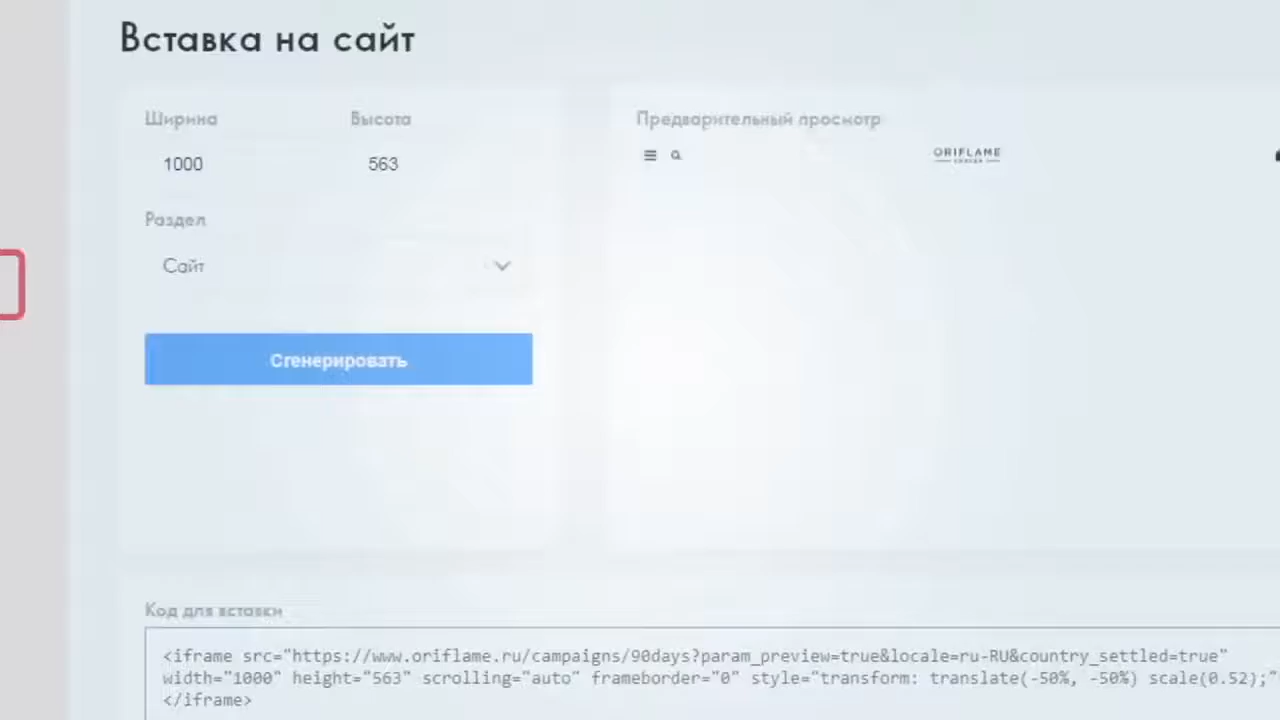 Вставка на сайт
Ширина Высота
1000 563
Раздел
Сайт
Сгенерировать
Предварительный просмотр
ORIFLAME
SWEDEN
Код для вставки
<iframe src="https://www.oriflame.ru/campaigns/90days?param_preview=true&locale=ru-RU&country_settled=true"
width="1000" height="563" scrolling="auto" frameborder="0" style="transform: translate(-50%, -50%) scale(0.52);"
</iframe>